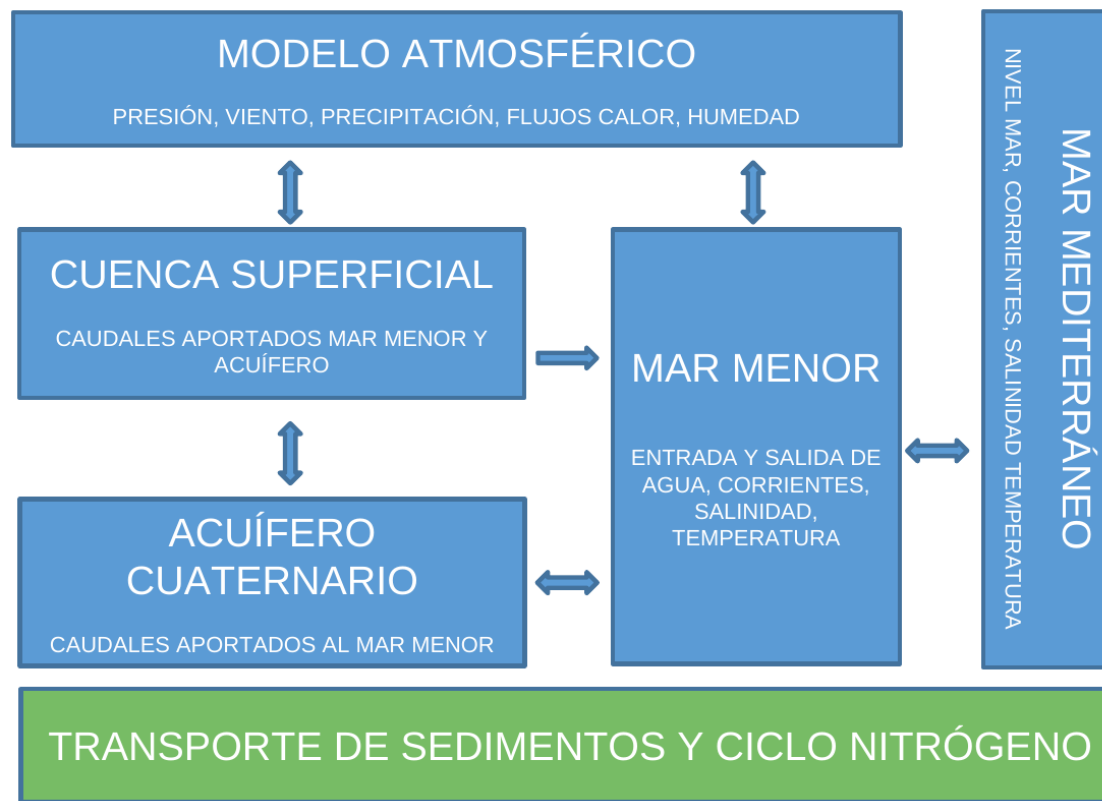 MODELO ATMOSFÉRICO
PRESIÓN, VIENTO, PRECIPITACIÓN, FLUJOS CALOR, HUMEDAD
CUENCA SUPERFICIAL
CAUDALES APORTADOS MAR MENOR Y
ACUÍFERO
ACUÍFERO
CUATERNARIO
CAUDALES APORTADOS AL MAR MENOR
MAR MENOR
ENTRADA Y SALIDA DE
AGUA, CORRIENTES,
SALINIDAD,
TEMPERATURA
MAR MEDITERRÁNEO
NIVEL MAR, CORRIENTES, SALINIDAD TEMPERATURA
TRANSPORTE DE SEDIMENTOS Y CICLO NITRÓGENO